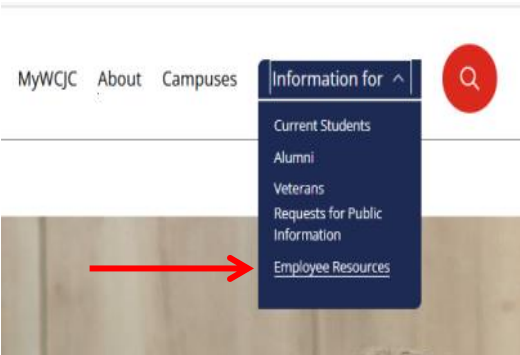 MyWCJC About Campuses Information for
Current Students
Alumni
Veterans
Requests for Public
Information
Employee Resources